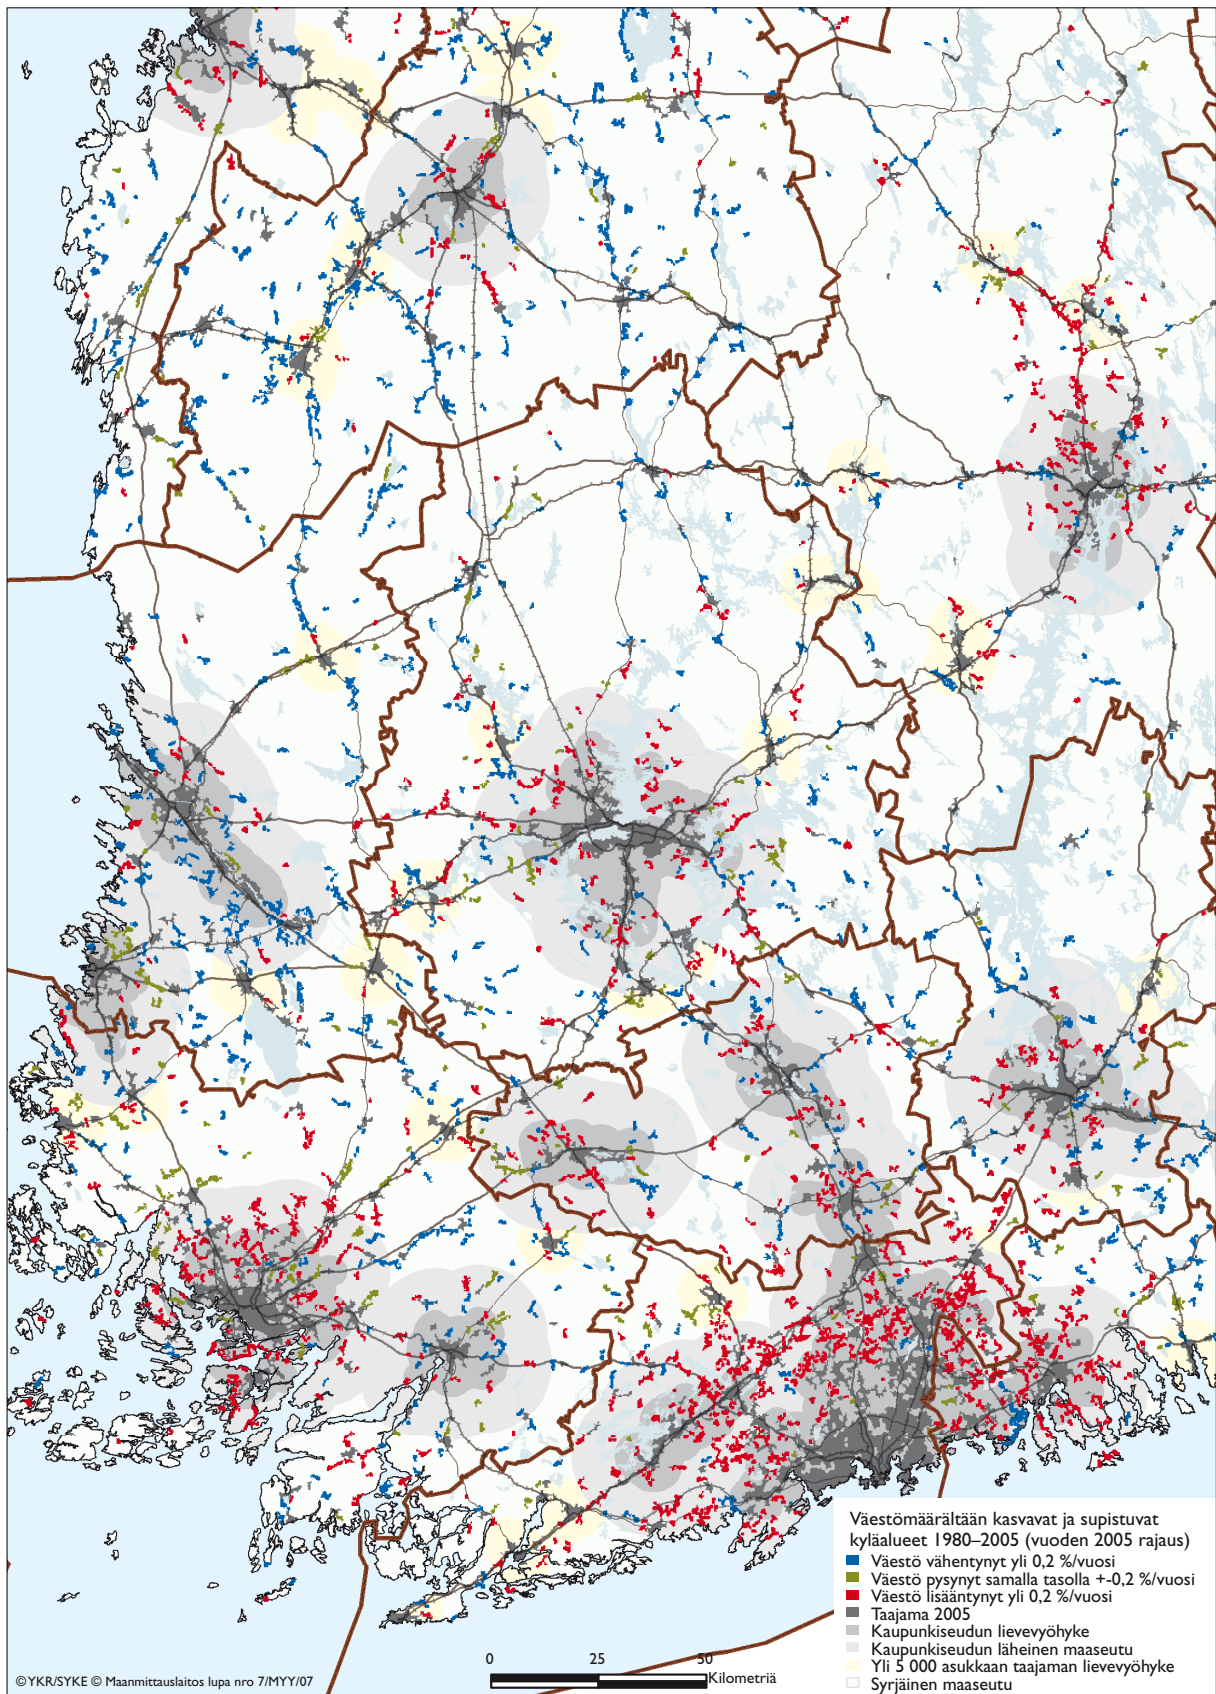 Väestömäärältään kasvavat ja supistuvat
kyläalueet 1980–2005 (vuoden 2005 rajaus)
Väestö vähentynyt yli 0,2 %/vuosi
Väestö pysynyt samalla tasolla +-0,2 %/vuosi
Väestö lisääntynyt yli 0,2 %/vuosi
Taajama 2005
Kaupunkiseudun lievevyöhyke
Kaupunkiseudun läheinen maaseutu
Yli 5 000 asukkaan taajaman lievevyöhyke
Syrjäinen maaseutu
0 25 50
Kilometriä
©YKR/SYKE © Maanmittauslaitos lupa nro 7/MYY/07